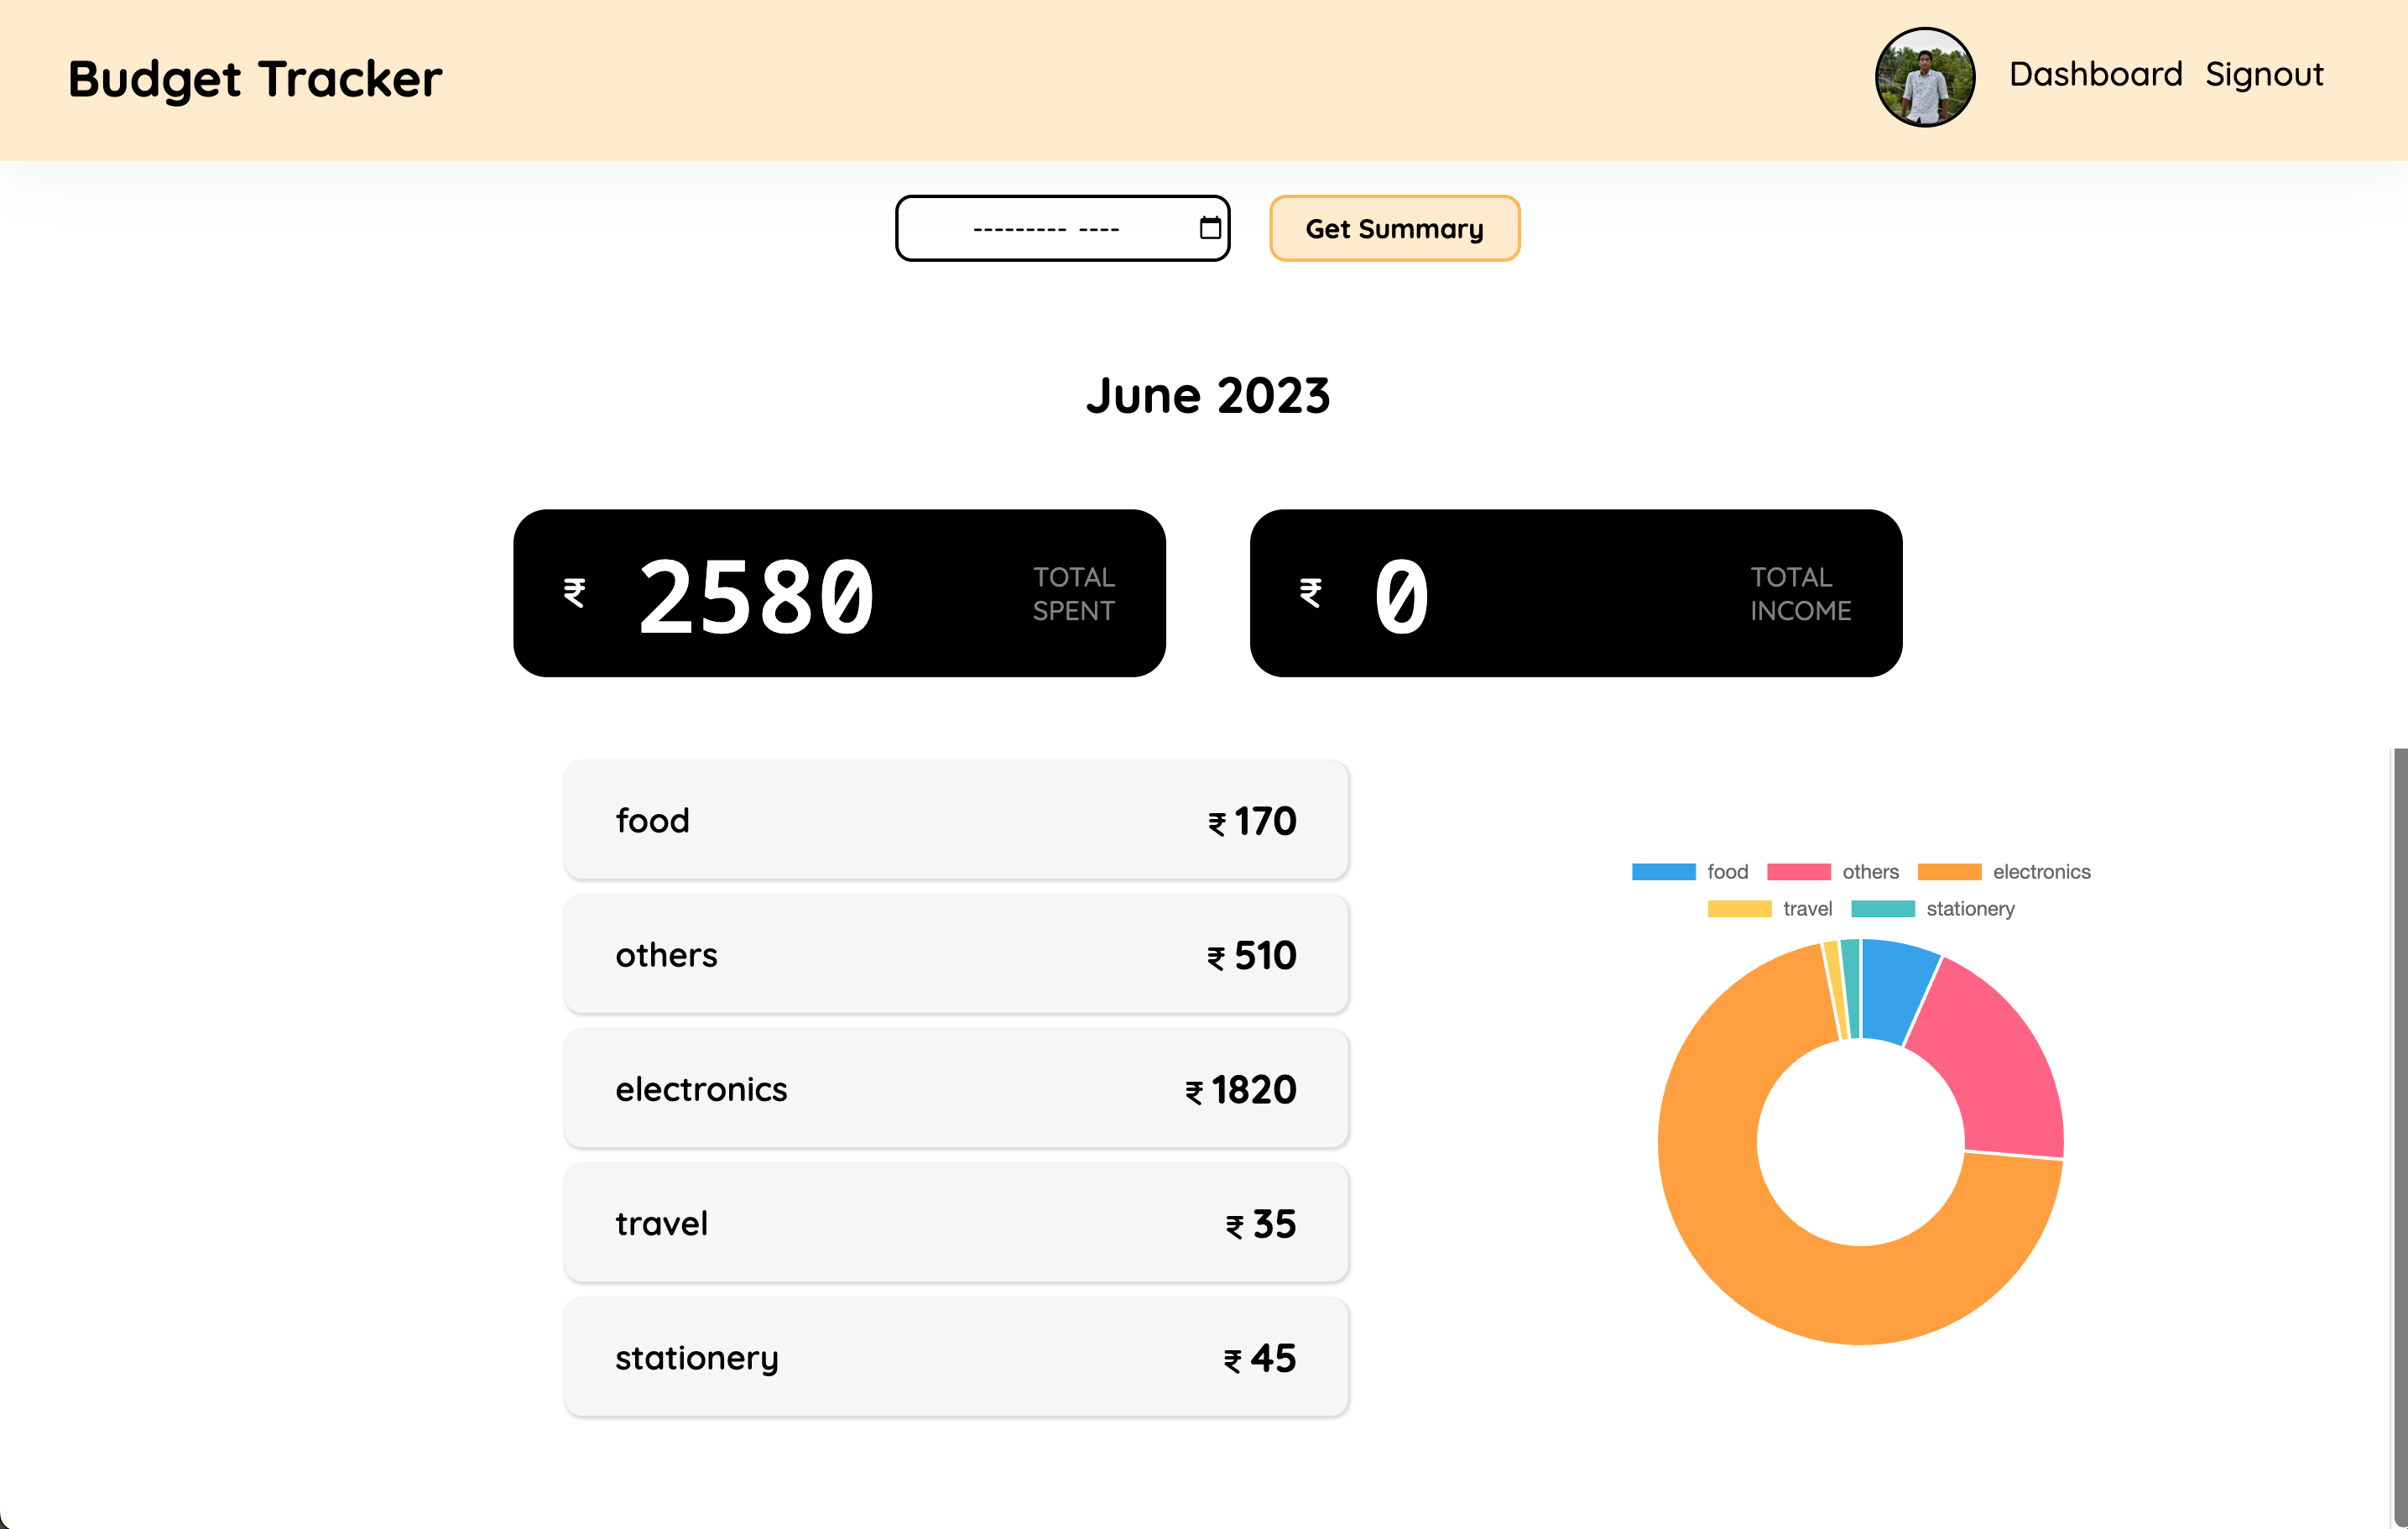 Budget Tracker
Dashboard Signout
--------- ----
Get Summary
June 2023
₹ 2580 TOTAL SPENT
₹ 0 TOTAL INCOME
food ₹ 170
others ₹ 510
electronics ₹ 1820
travel ₹ 35
stationery ₹ 45
food others electronics
travel stationery